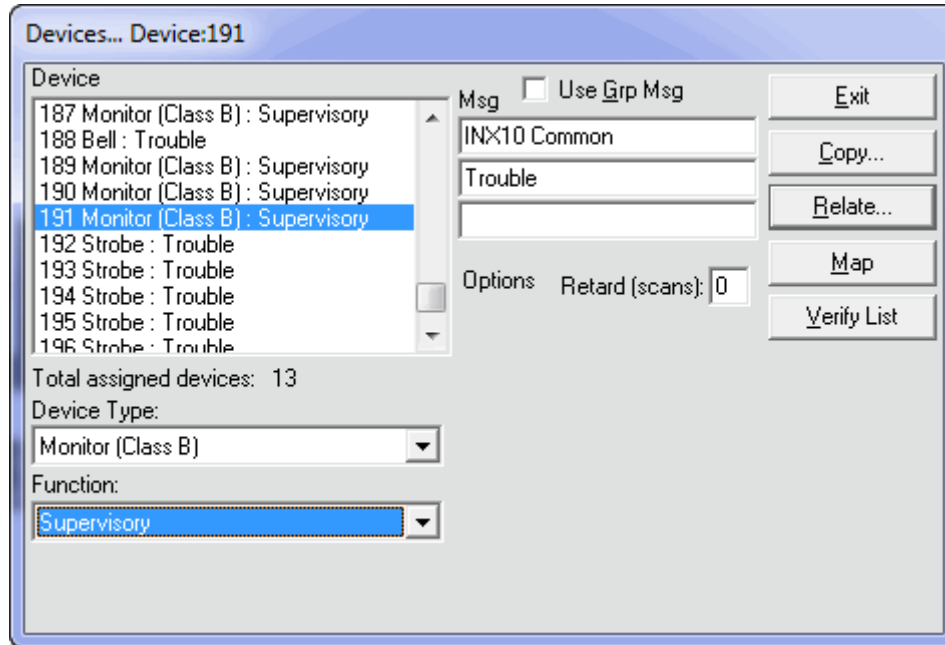 Devices... Device:191
Device
187 Monitor (Class B) : Supervisory
188 Bell : Trouble
189 Monitor (Class B) : Supervisory
190 Monitor (Class B) : Supervisory
191 Monitor (Class B) : Supervisory
192 Strobe : Trouble
193 Strobe : Trouble
194 Strobe : Trouble
195 Strobe : Trouble
196 Strobe : Trouble
Total assigned devices: 13
Device Type:
Monitor (Class B)
Function:
Supervisory
Msg
Use Grp Msg
INX10 Common
Trouble
Options
Retard (scans): 0
Exit
Copy...
Relate...
Map
Verify List